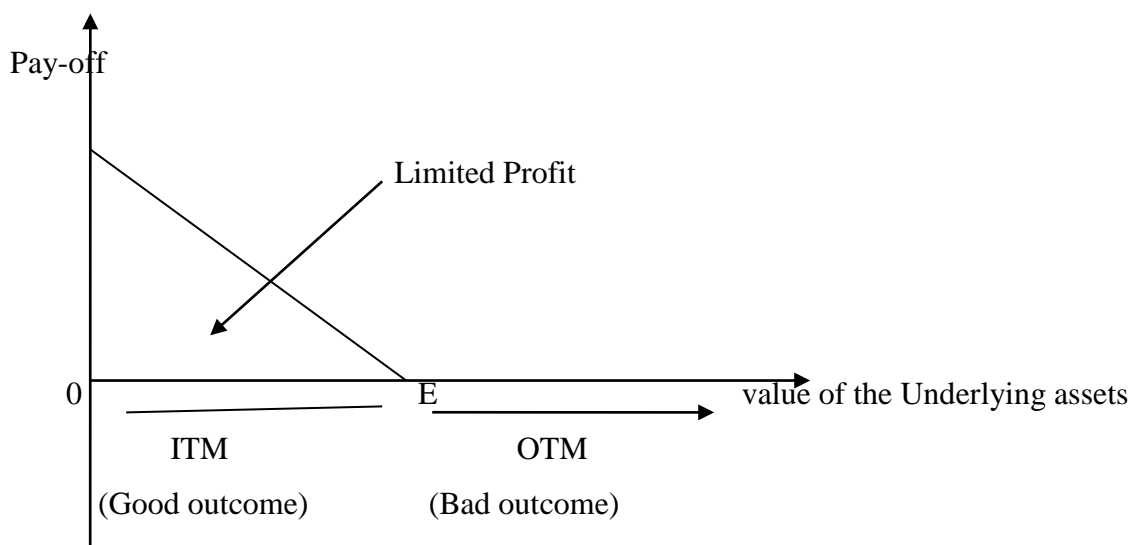 Pay-off
Limited Profit
0
E
value of the Underlying assets
ITM
OTM
(Good outcome)
(Bad outcome)